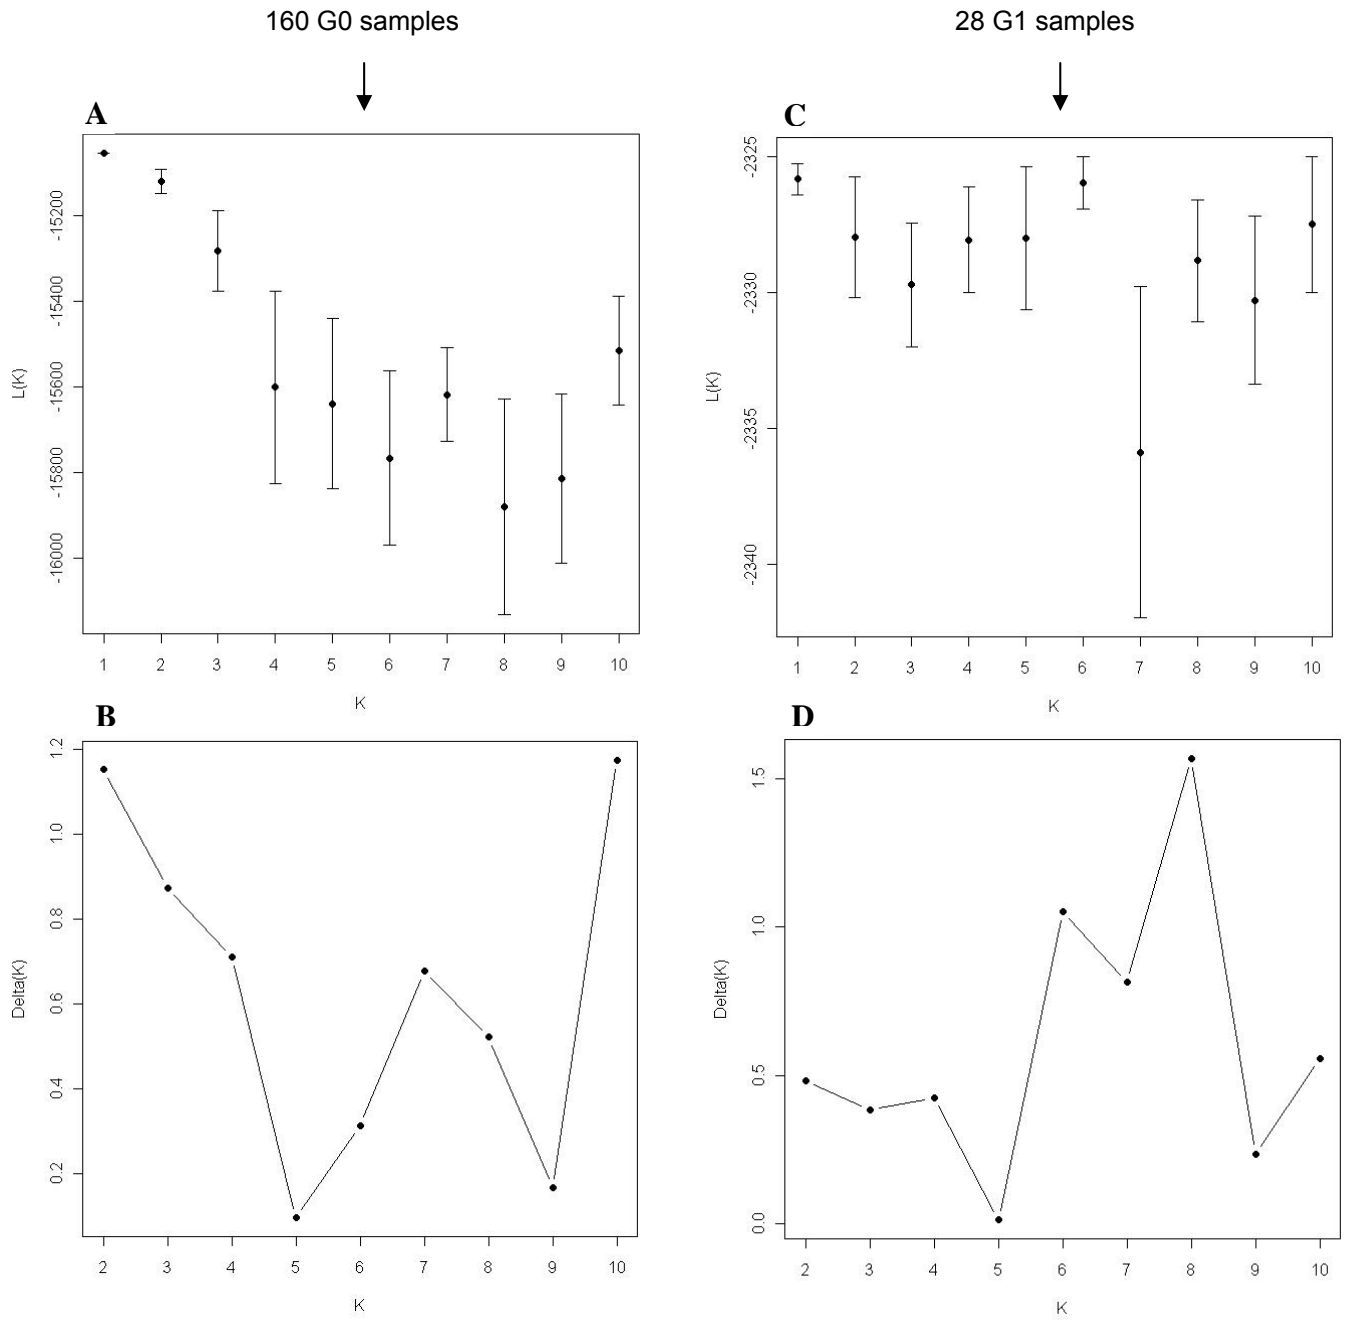 160 G0 samples
28 G1 samples
A
L(K)
-15200
-15400
-15600
-15800
-16000
1 2 3 4 5 6 7 8 9 10
K
C
L(K)
-2325
-2330
-2335
-2340
1 2 3 4 5 6 7 8 9 10
K
B
Delta(K)
1.2
1.0
0.8
0.6
0.4
0.2
2 3 4 5 6 7 8 9 10
K
D
Delta(K)
1.5
1.0
0.5
0.0
2 3 4 5 6 7 8 9 10
K